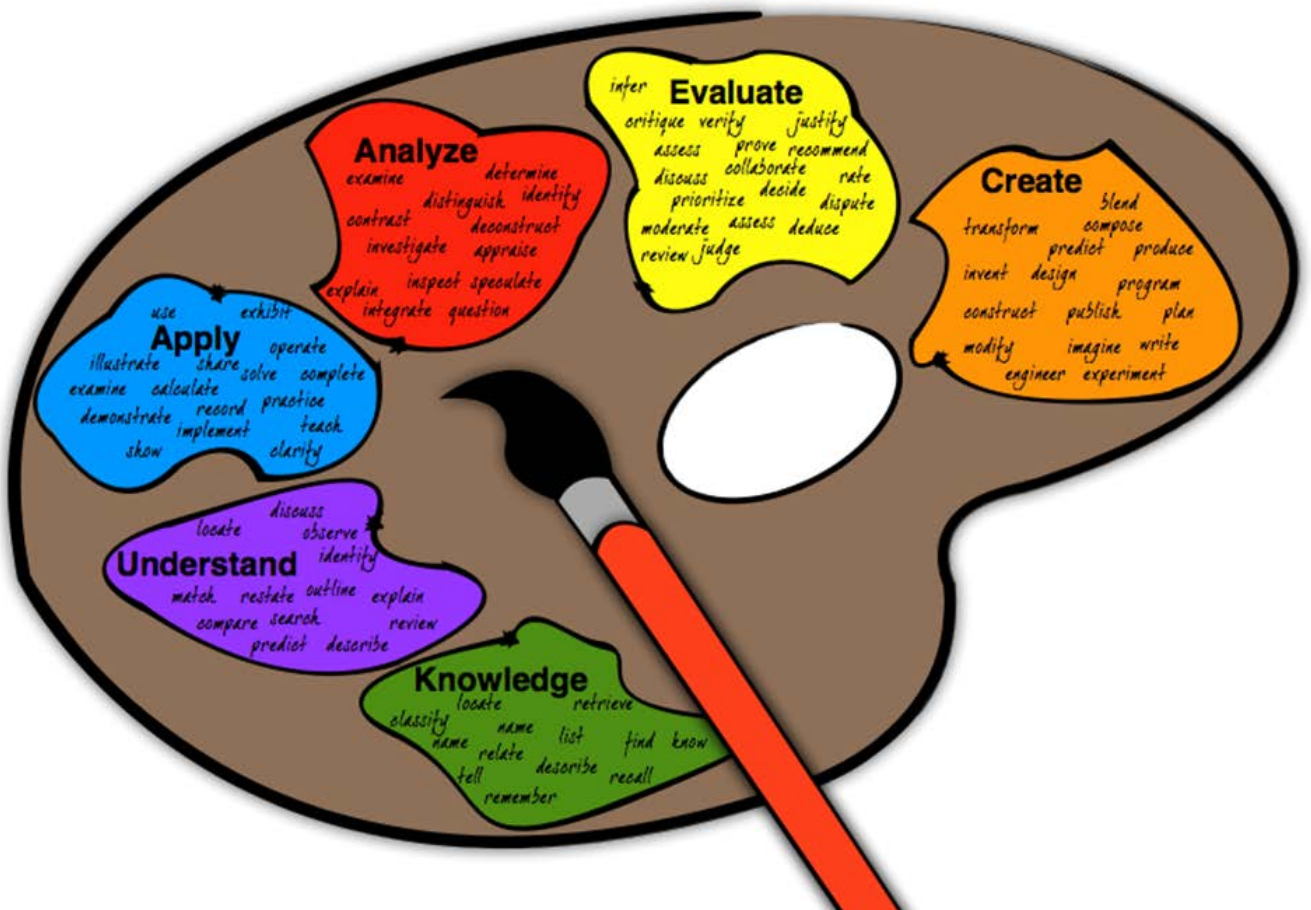 Analyze
examine determine
distinguish identify
contrast deconstruct
investigate appraise
explain inspect speculate
integrate question
infer Evaluate
critique verify justify
assess prove recommend
discuss collaborate rate
prioritize decide dispute
moderate assess deduce
review judge
Create
blend
transform compose
predict produce
invent design program
construct publish plan
modify imagine write
engineer experiment
use exhibit
Apply operate
illustrate share solve complete
examine calculate
demonstrate record practice
implement teach
show clarify
discuss
locate observe
Understand identify
match restate outline explain
compare search review
predict describe
Knowledge
locate retrieve
classify name list find know
name relate
tell describe recall
remember